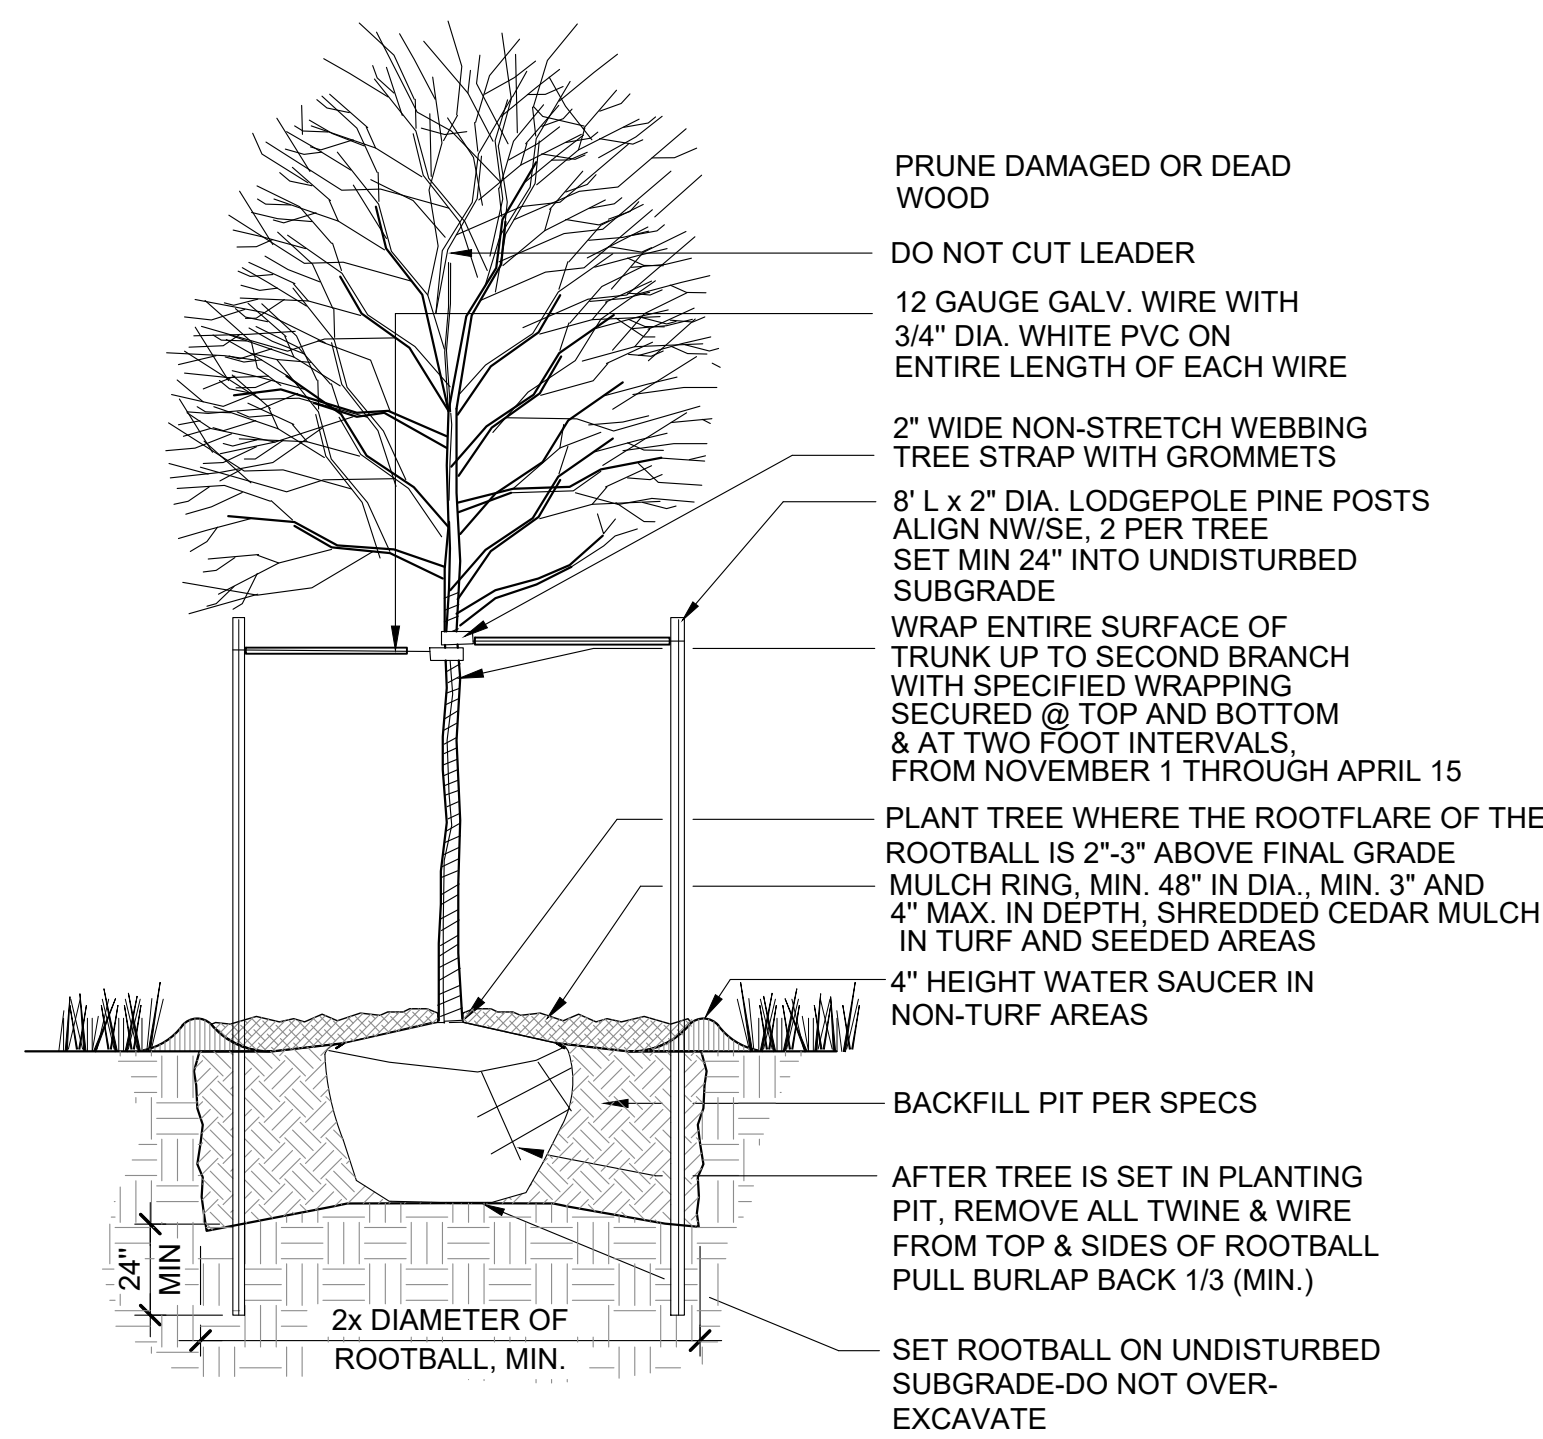 PRUNE DAMAGED OR DEAD
WOOD
DO NOT CUT LEADER
12 GAUGE GALV. WIRE WITH
3/4" DIA. WHITE PVC ON
ENTIRE LENGTH OF EACH WIRE
2" WIDE NON-STRETCH WEBBING
TREE STRAP WITH GROMMETS
8' L x 2" DIA. LODGEPOLE PINE POSTS
ALIGN NW/SE, 2 PER TREE
SET MIN 24" INTO UNDISTURBED
SUBGRADE
WRAP ENTIRE SURFACE OF
TRUNK UP TO SECOND BRANCH
WITH SPECIFIED WRAPPING
SECURED @ TOP AND BOTTOM
& AT TWO FOOT INTERVALS,
FROM NOVEMBER 1 THROUGH APRIL 15
PLANT TREE WHERE THE ROOTFLARE OF THE
ROOTBALL IS 2"-3" ABOVE FINAL GRADE
MULCH RING, MIN. 48" IN DIA., MIN. 3" AND
4" MAX. IN DEPTH, SHREDDED CEDAR MULCH
IN TURF AND SEEDED AREAS
4" HEIGHT WATER SAUCER IN
NON-TURF AREAS
BACKFILL PIT PER SPECS
AFTER TREE IS SET IN PLANTING
PIT, REMOVE ALL TWINE & WIRE
FROM TOP & SIDES OF ROOTBALL
PULL BURLAP BACK 1/3 (MIN.)
SET ROOTBALL ON UNDISTURBED
SUBGRADE-DO NOT OVER-
EXCAVATE
24"
MIN
2x DIAMETER OF
ROOTBALL, MIN.